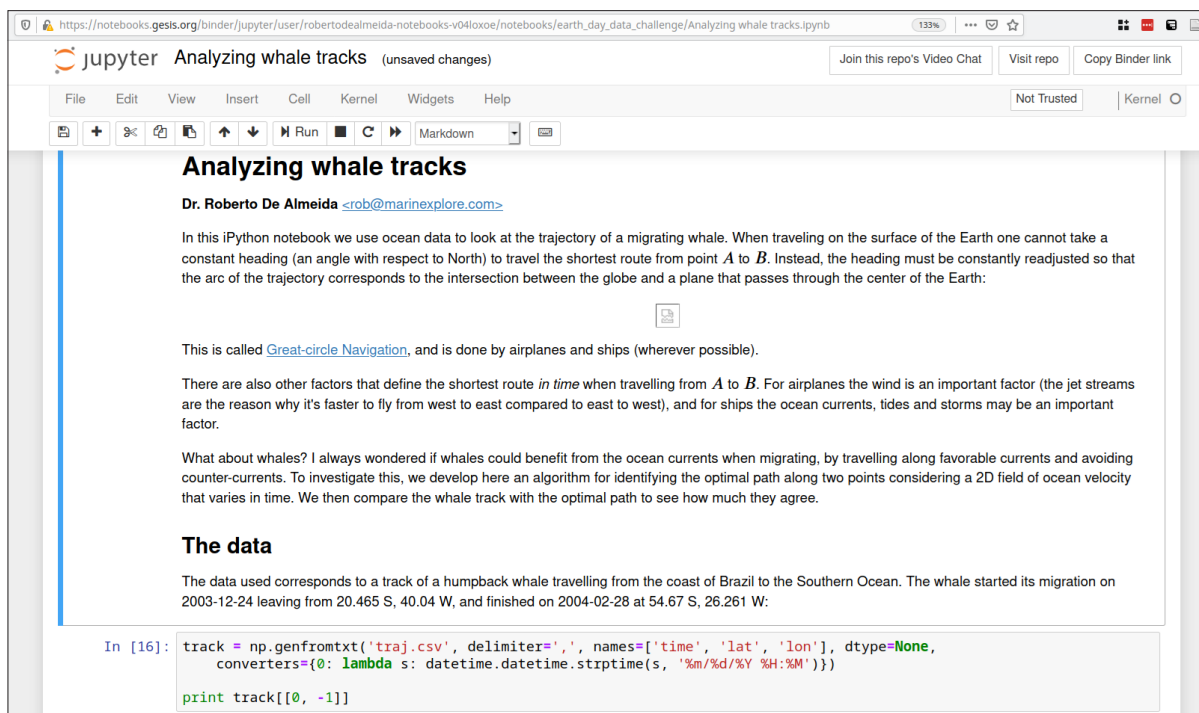 https://notebooks.gesis.org/binder/jupyter/user/robertodealmeida-notebooks-v04loxoe/notebooks/earth_day_data_challenge/Analyzing whale tracks.ipynb 133%
jupyter Analyzing whale tracks (unsaved changes) Join this repo's Video Chat Visit repo Copy Binder link
File Edit View Insert Cell Kernel Widgets Help Not Trusted Kernel
Run Markdown
Analyzing whale tracks
Dr. Roberto De Almeida <rob@marinexplore.com>
In this iPython notebook we use ocean data to look at the trajectory of a migrating whale. When traveling on the surface of the Earth one cannot take a
constant heading (an angle with respect to North) to travel the shortest route from point A to B. Instead, the heading must be constantly readjusted so that
the arc of the trajectory corresponds to the intersection between the globe and a plane that passes through the center of the Earth:
This is called Great-circle Navigation, and is done by airplanes and ships (wherever possible).
There are also other factors that define the shortest route in time when travelling from A to B. For airplanes the wind is an important factor (the jet streams
are the reason why it's faster to fly from west to east compared to east to west), and for ships the ocean currents, tides and storms may be an important
factor.
What about whales? I always wondered if whales could benefit from the ocean currents when migrating, by travelling along favorable currents and avoiding
counter-currents. To investigate this, we develop here an algorithm for identifying the optimal path along two points considering a 2D field of ocean velocity
that varies in time. We then compare the whale track with the optimal path to see how much they agree.
The data
The data used corresponds to a track of a humpback whale travelling from the coast of Brazil to the Southern Ocean. The whale started its migration on
2003-12-24 leaving from 20.465 S, 40.04 W, and finished on 2004-02-28 at 54.67 S, 26.261 W:
In [16]: track = np.genfromtxt('traj.csv', delimiter=',', names=['time', 'lat', 'lon'], dtype=None,
converters={0: lambda s: datetime.datetime.strptime(s, '%m/%d/%Y %H:%M')})
print track[[0, -1]]